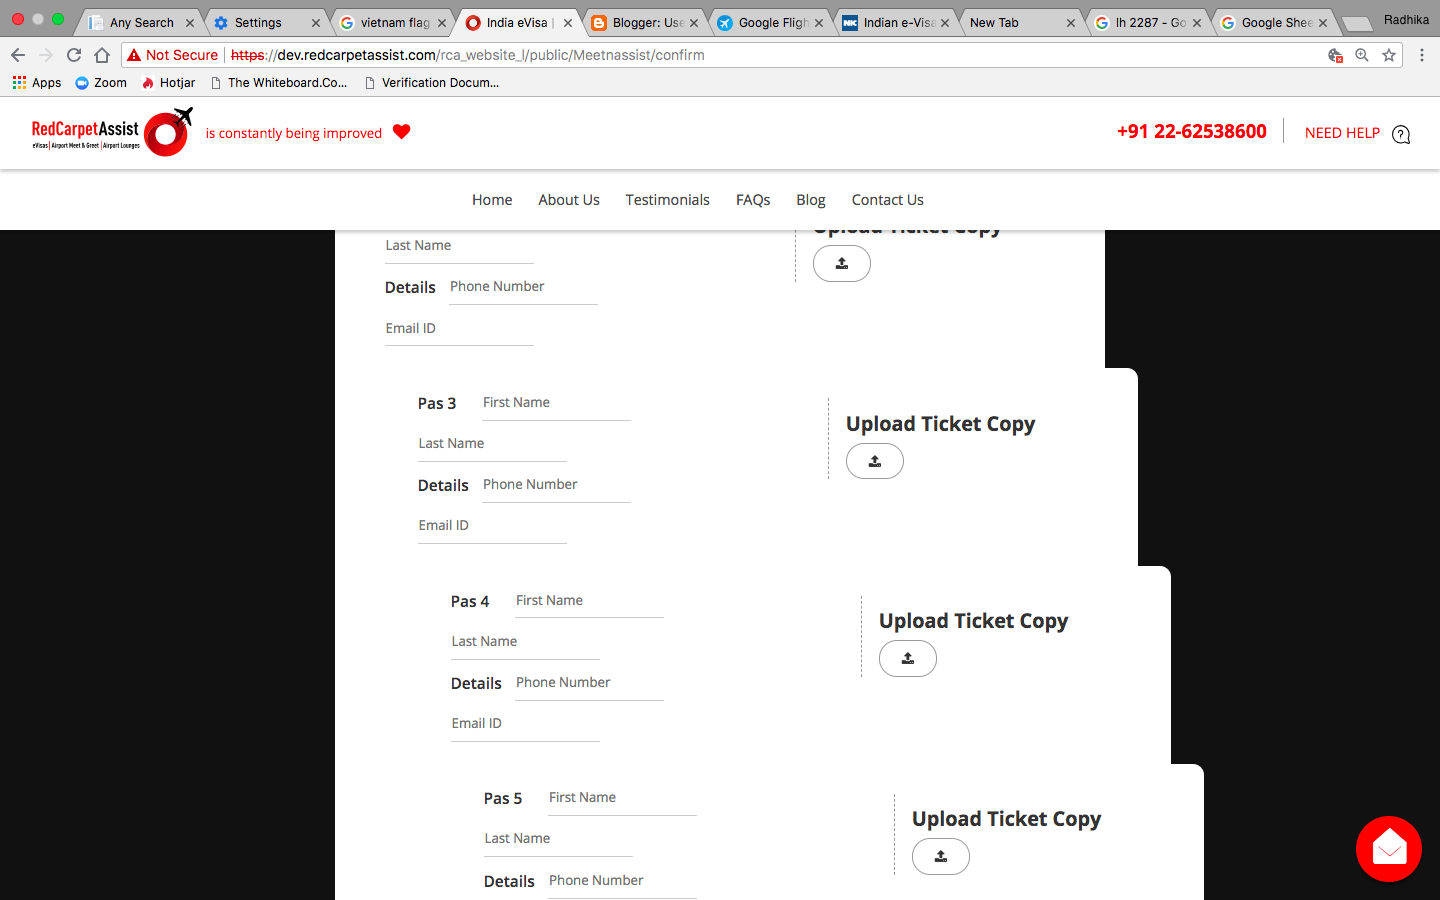 Any Search
Settings
vietnam flag
India eVisa |
Blogger: Use
Google Fligh
Indian e-Visa
New Tab
lh 2287 - Go
Google Shee
Radhika
Not Secure
https://dev.redcarpetassist.com/rca_website_l/public/Meetnassist/confirm
Apps
Zoom
Hotjar
The Whiteboard.Co...
Verification Docum...
RedCarpetAssist
eVisas | Airport Meet & Greet | Airport Lounges
is constantly being improved
+91 22-62538600
NEED HELP
Home
About Us
Testimonials
FAQs
Blog
Contact Us
Upload Ticket Copy
Last Name
Details Phone Number
Email ID
Pas 3 First Name
Upload Ticket Copy
Last Name
Details Phone Number
Email ID
Pas 4 First Name
Upload Ticket Copy
Last Name
Details Phone Number
Email ID
Pas 5 First Name
Upload Ticket Copy
Last Name
Details Phone Number